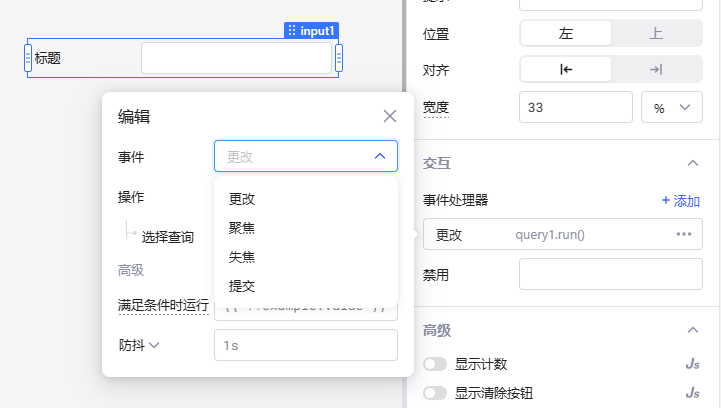 input1
标题
编辑
事件
更改
操作
更改
聚焦
失焦
提交
选择查询
高级
满足条件时运行
防抖
1s
位置
左
上
对齐
宽度
33
%
交互
事件处理器
+ 添加
更改
query1.run()
禁用
高级
显示计数
Js
显示清除按钮
Js